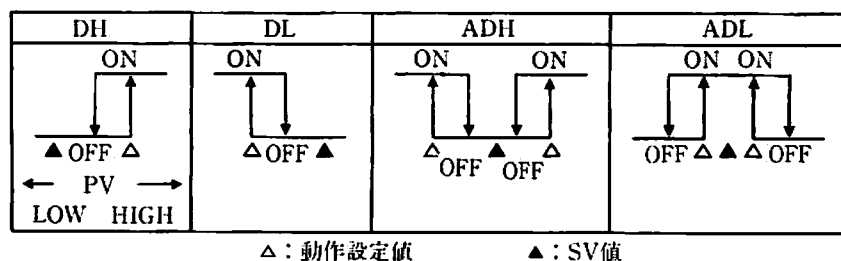 DH DL ADH ADL
ON ON ON ON ON ON
▲ OFF △ △ OFF ▲ △ OFF ▲ OFF △ OFF △ ▲ △ OFF
← PV →
LOW HIGH
△：動作設定値 ▲：SV値